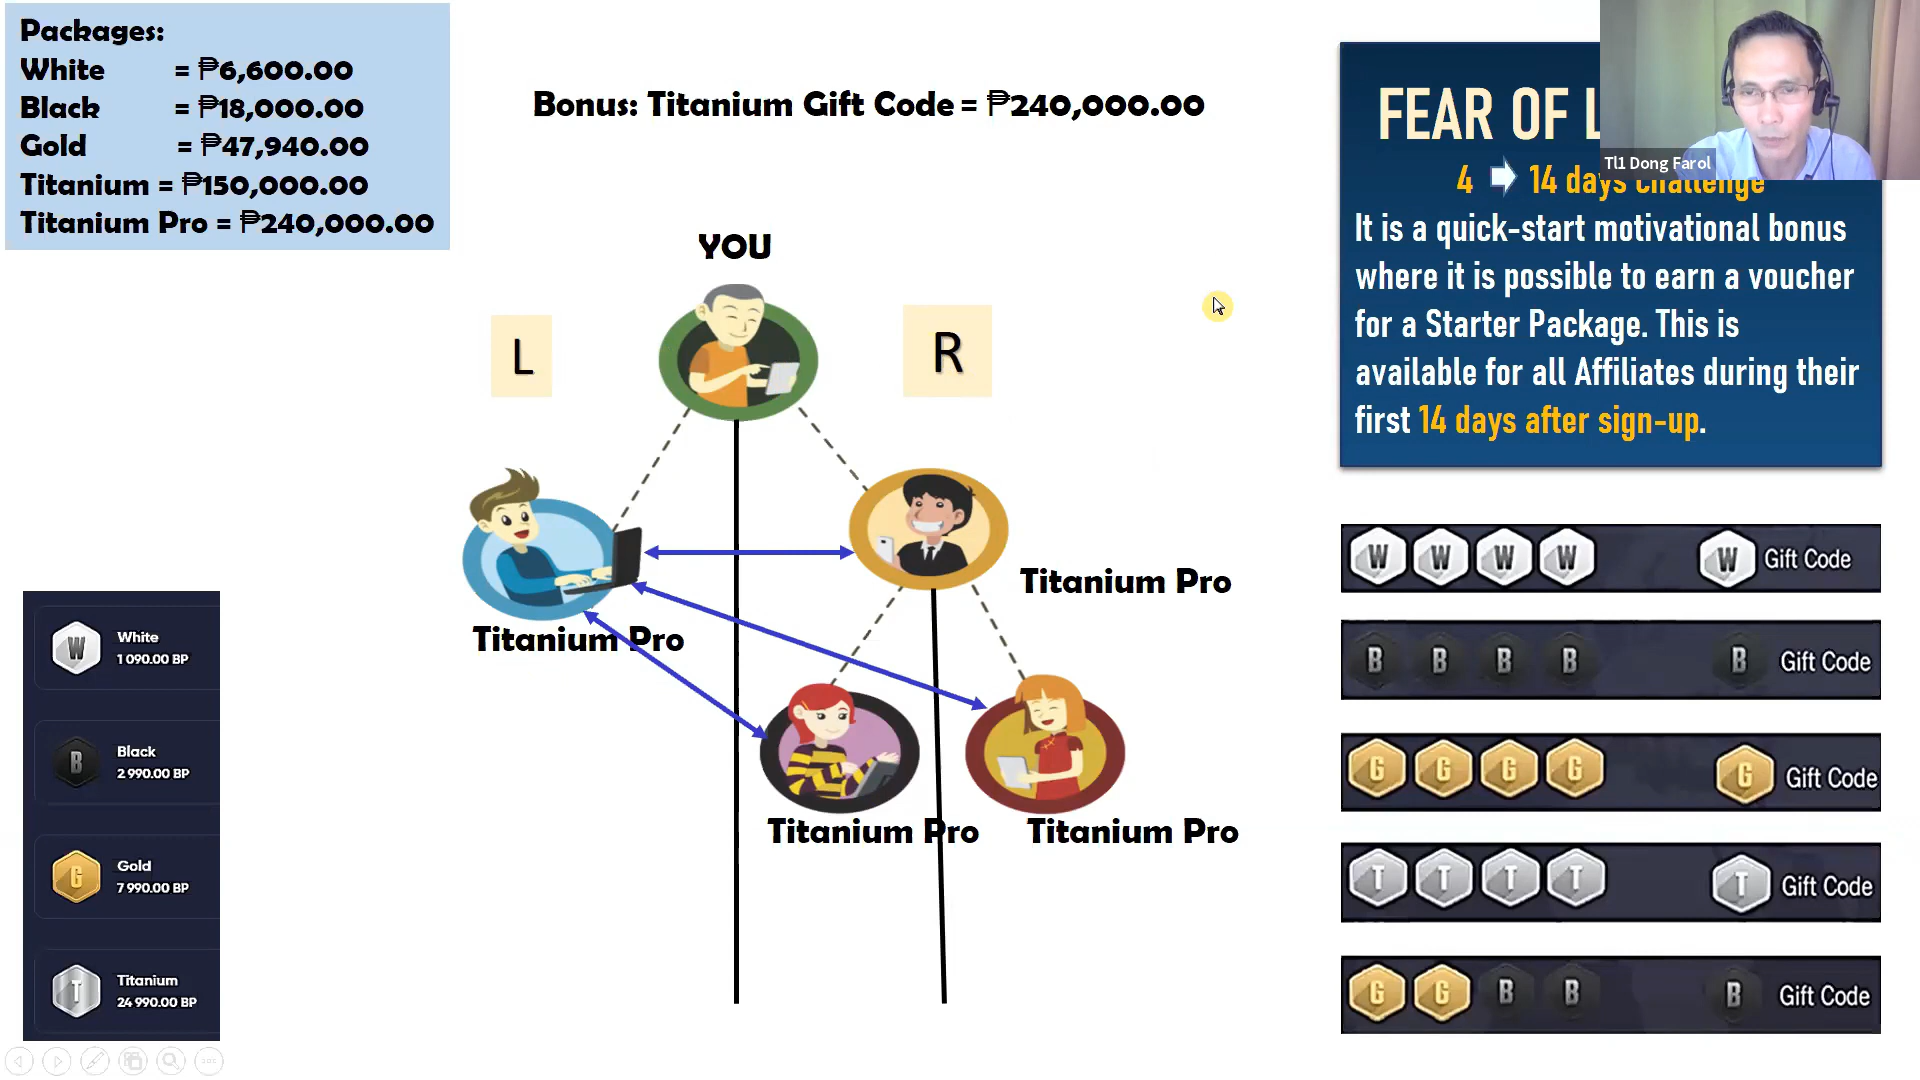 Packages:
White = ₱6,600.00
Black = ₱18,000.00
Gold = ₱47,940.00
Titanium = ₱150,000.00
Titanium Pro = ₱240,000.00
Bonus: Titanium Gift Code = ₱240,000.00
YOU
L
R
Titanium Pro
Titanium Pro
Titanium Pro
Titanium Pro
FEAR OF
Tl1 Dong Farol
4 14 days challenge
It is a quick-start motivational bonus
where it is possible to earn a voucher
for a Starter Package. This is
available for all Affiliates during their
first 14 days after sign-up.
W W W W W Gift Code
B B B B B Gift Code
G G G G G Gift Code
T T T T T Gift Code
G G B B B Gift Code
W White
1 090.00 BP
B Black
2 990.00 BP
G Gold
7 990.00 BP
T Titanium
24 990.00 BP